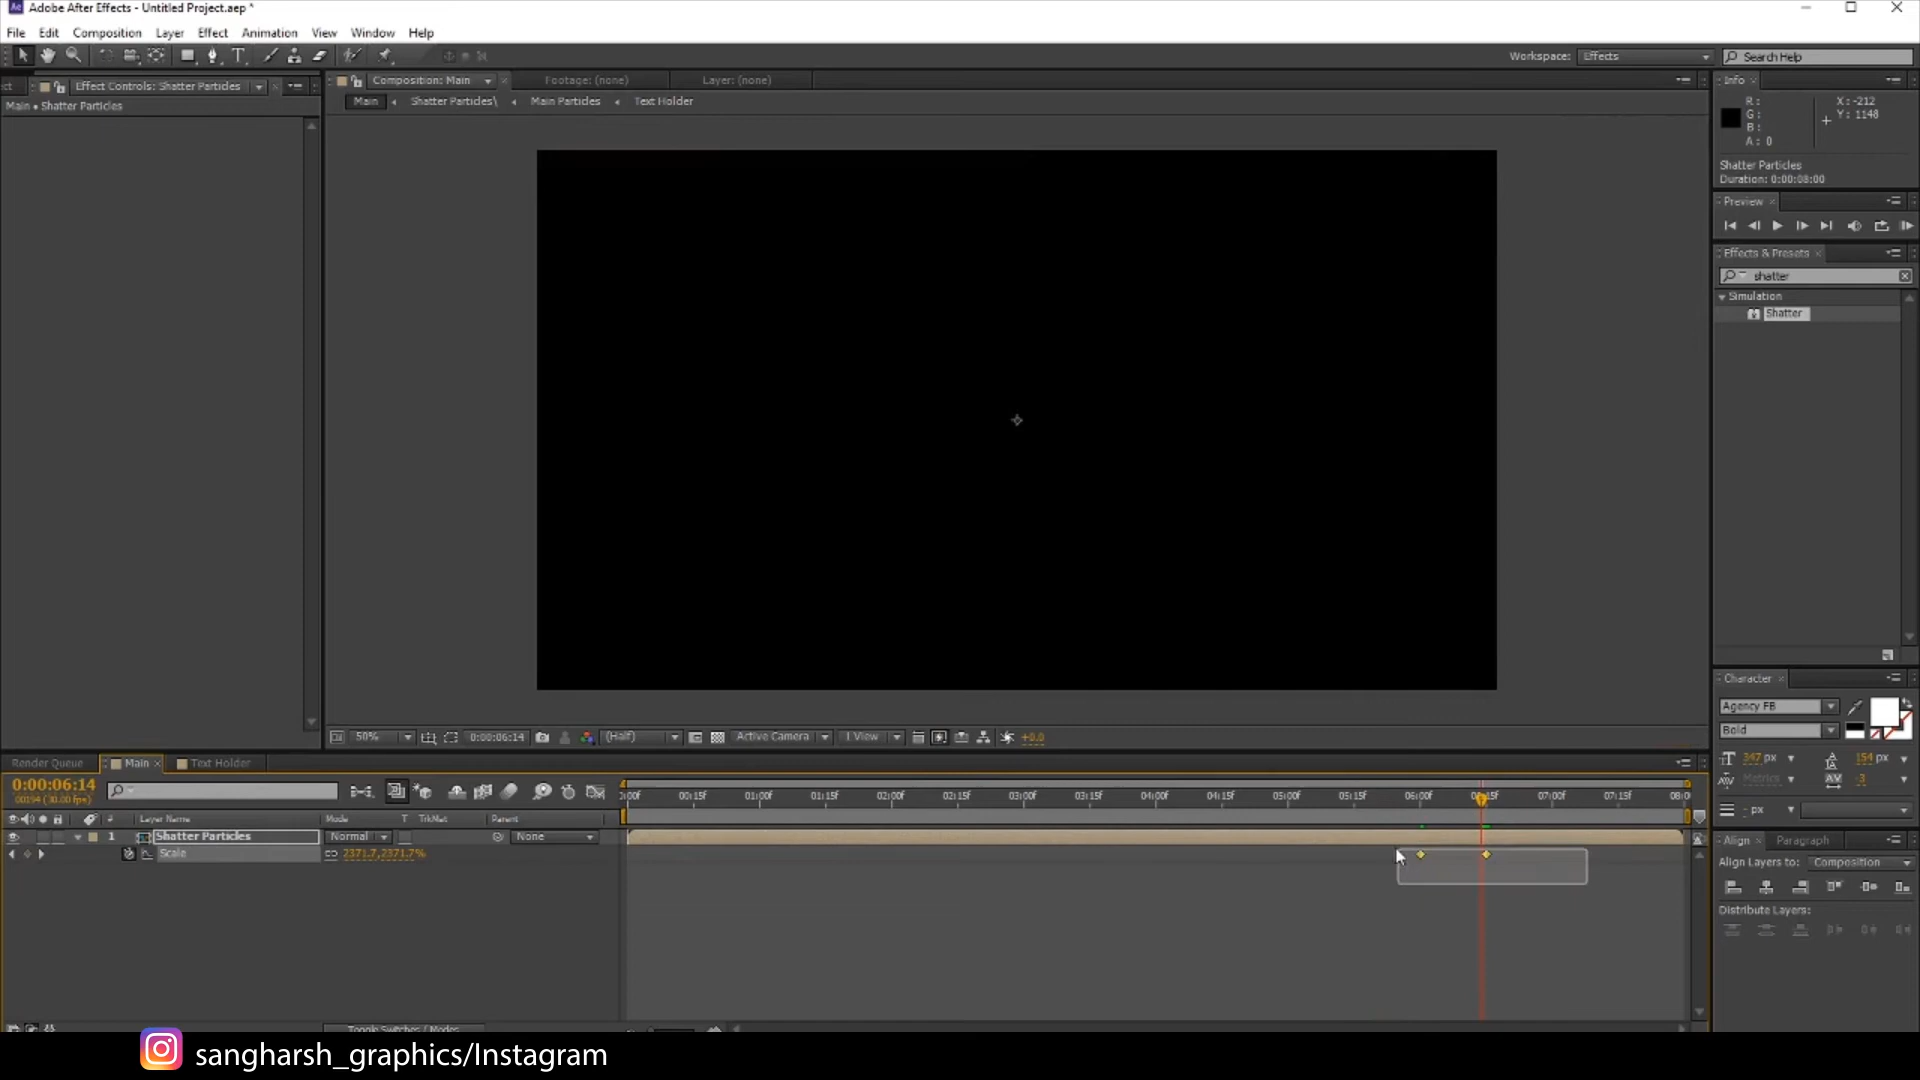 Adobe After Effects - Untitled Project.aep *
File Edit Composition Layer Effect Animation View Window Help
Workspace: Effects Search Help
Effect Controls: Shatter Particles
Main • Shatter Particles
Composition: Main Footage: (none) Layer: (none)
Main Shatter Particles\ Main Particles Text Holder
Info
R: X: -212
G: Y: 1148
B:
A: 0
Shatter Particles
Duration: 0:00:08:00
Preview
Effects & Presets
shatter
Simulation
Shatter
Character
Agency FB
Bold
347 px 154 px
Metrics -3
- px
Align Paragraph
Align Layers to: Composition
Distribute Layers:
50% 0:00:06:14 (Half) Active Camera 1 View +0.0
Render Queue Main Text Holder
0:00:06:14
00194 (30.00 fps)
:00f 00:15f 01:00f 01:15f 02:00f 02:15f 03:00f 03:15f 04:00f 04:15f 05:00f 05:15f 06:00f 07:00f 07:15f 08:0
# Layer Name Mode T TrkMat Parent
1 Shatter Particles Normal None
Scale 2371.7,2371.7%
Toggle Switches / Modes
sangharsh_graphics/Instagram